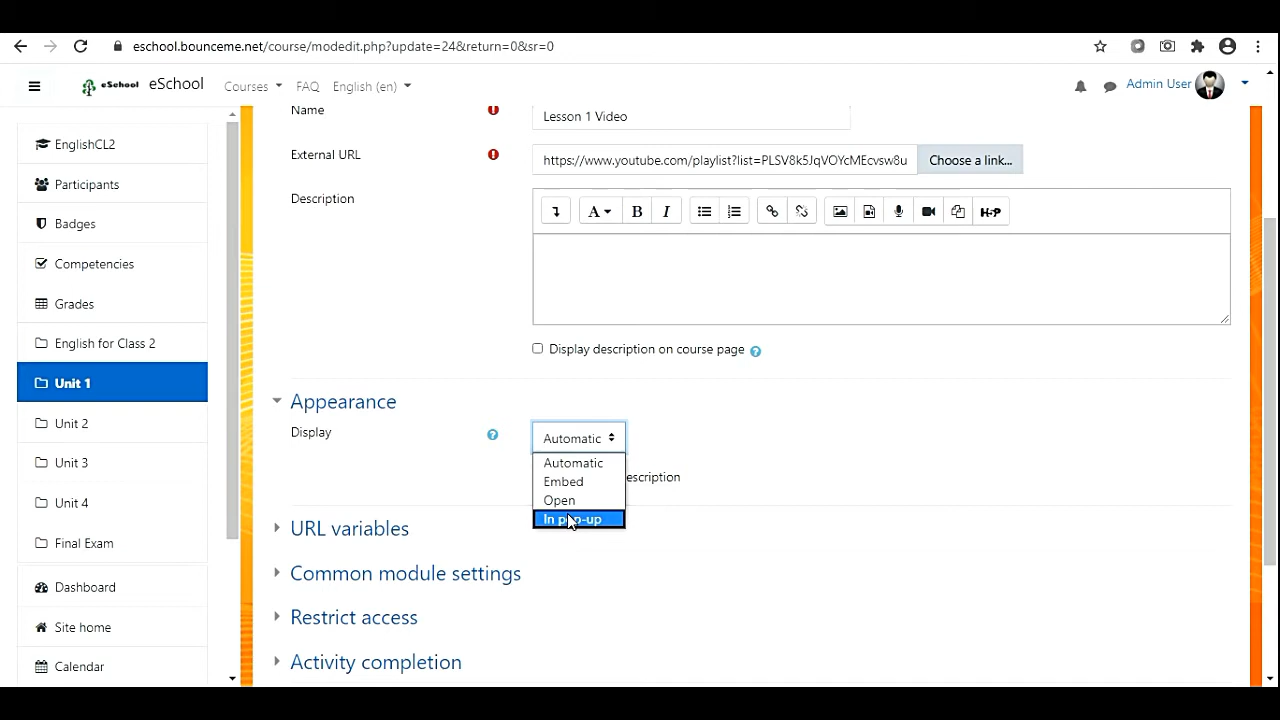 eschool.bounceme.net/course/modedit.php?update=24&return=0&sr=0
eSchool eSchool Courses FAQ English (en) Admin User
EnglishCL2
Participants
Badges
Competencies
Grades
English for Class 2
Unit 1
Unit 2
Unit 3
Unit 4
Final Exam
Dashboard
Site home
Calendar
Name Lesson 1 Video
External URL https://www.youtube.com/playlist?list=PLSV8k5JqVOYcMEcvsw8u Choose a link...
Description
A B I H-P
Display description on course page
Appearance
Display Automatic
Automatic
Embed
escription
Open
In pop-up
URL variables
Common module settings
Restrict access
Activity completion